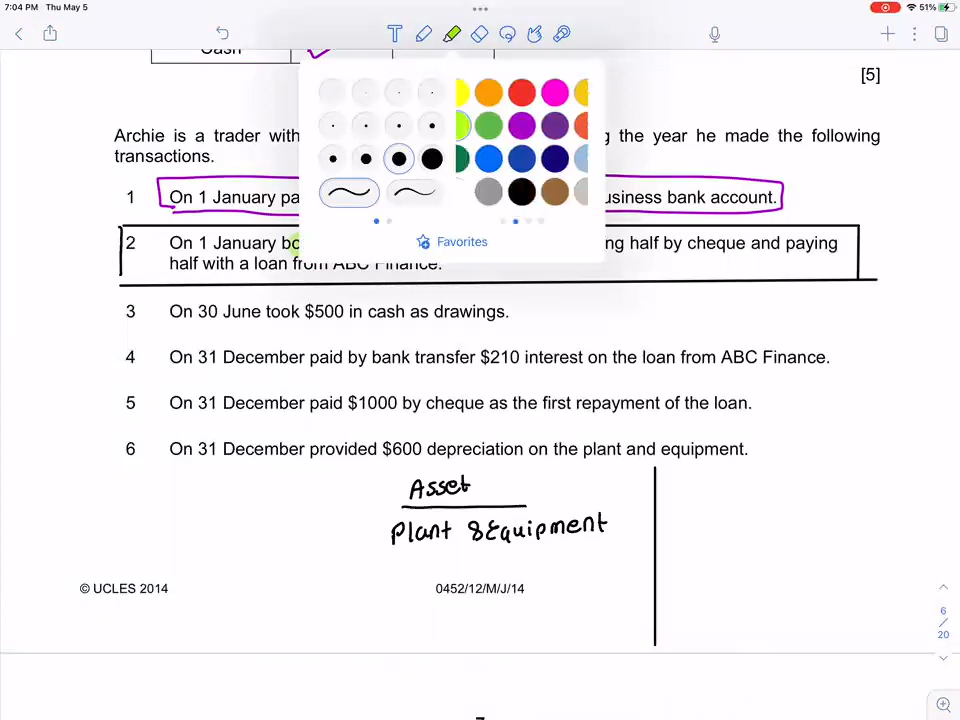 7:04 PM Thu May 5
51%
T
Cash
[5]
Archie is a trader with
g the year he made the following
transactions.
1 On 1 January pa
usiness bank account.
2 On 1 January bo
ng half by cheque and paying
half with a loan from ABC Finance.
Favorites
3 On 30 June took $500 in cash as drawings.
4 On 31 December paid by bank transfer $210 interest on the loan from ABC Finance.
5 On 31 December paid $1000 by cheque as the first repayment of the loan.
6 On 31 December provided $600 depreciation on the plant and equipment.
Asset
Plant & Equipment
© UCLES 2014
0452/12/M/J/14
6
/
20